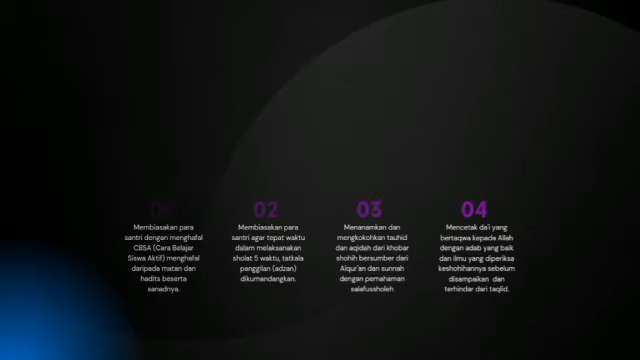 01
Membiasakan para
santri dengan menghafal
CBSA (Cara Belajar
Siswa Aktif) menghafal
daripada matan dan
hadits beserta
sanadnya.
02
Membiasakan para
santri agar tepat waktu
dalam melaksanakan
sholat 5 waktu, tatkala
panggilan (adzan)
dikumandangkan.
03
Menanamkan dan
mengkokohkan tauhid
dan aqidah dari khobar
shohih bersumber dari
Alqur'an dan sunnah
dengan pemahaman
salafussholeh
04
Mencetak da'i yang
bertaqwa kepada Allah
dengan adab yang baik
dan ilmu yang diperiksa
keshohihannya sebelum
disampaikan dan
terhindar dari taqlid.